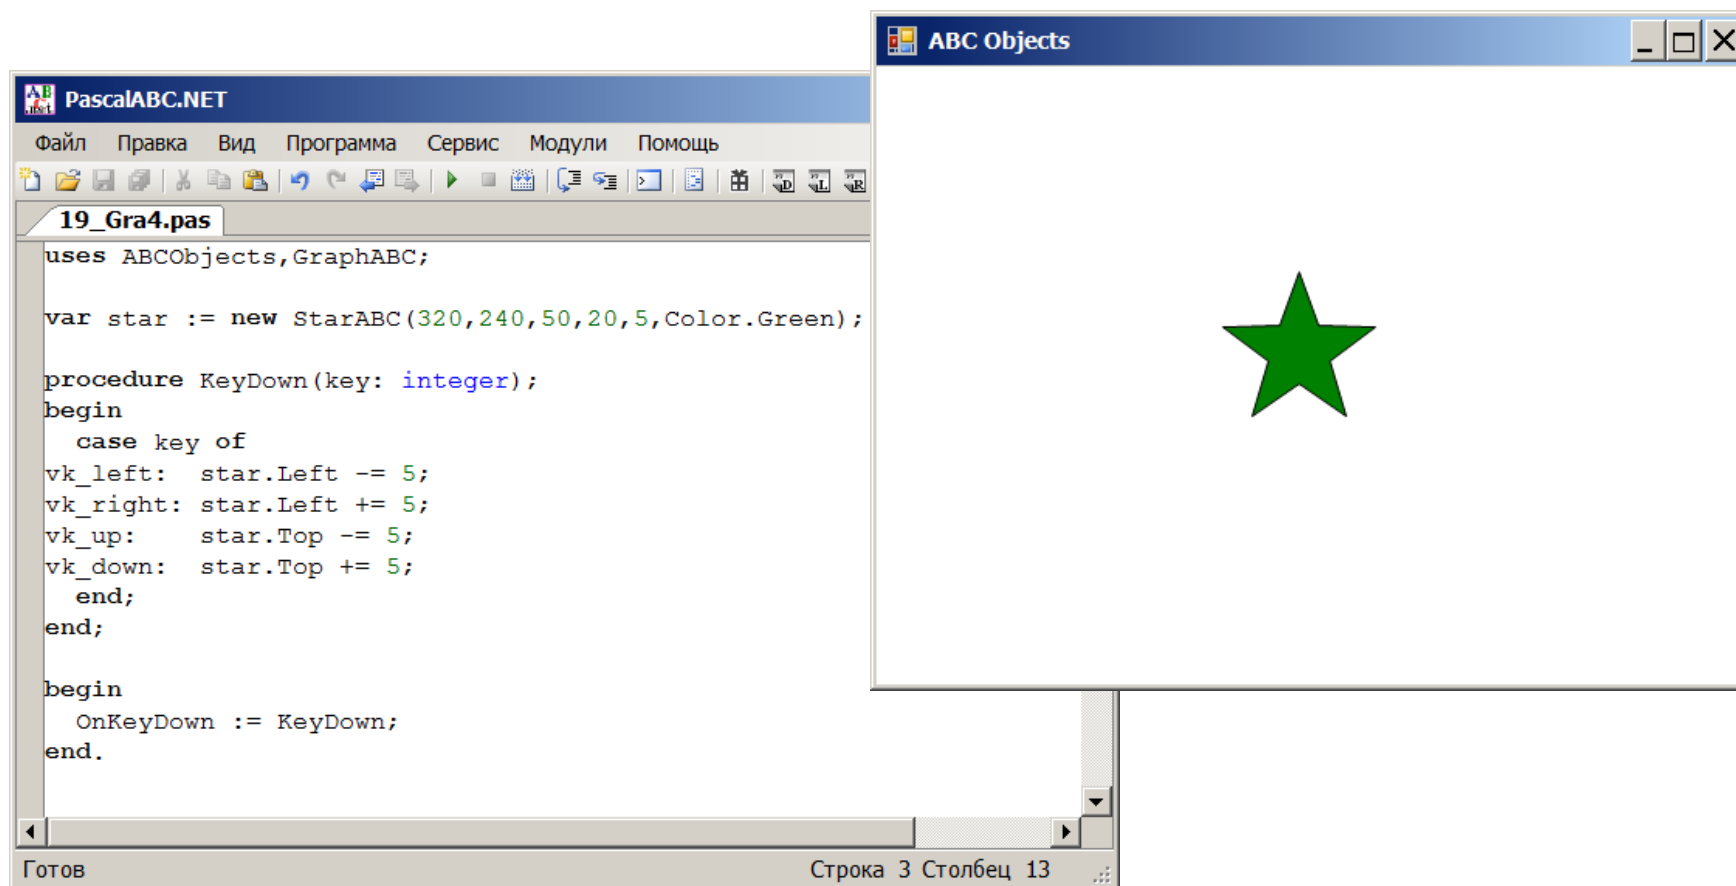 ABC Objects
PascalABC.NET
Файл Правка Вид Программа Сервис Модули Помощь
19_Gra4.pas
uses ABCObjects,GraphABC;
var star := new StarABC(320,240,50,20,5,Color.Green);
procedure KeyDown(key: integer);
begin
case key of
vk_left: star.Left -= 5;
vk_right: star.Left += 5;
vk_up: star.Top -= 5;
vk_down: star.Top += 5;
end;
end;
begin
OnKeyDown := KeyDown;
end.
Готов Строка 3 Столбец 13